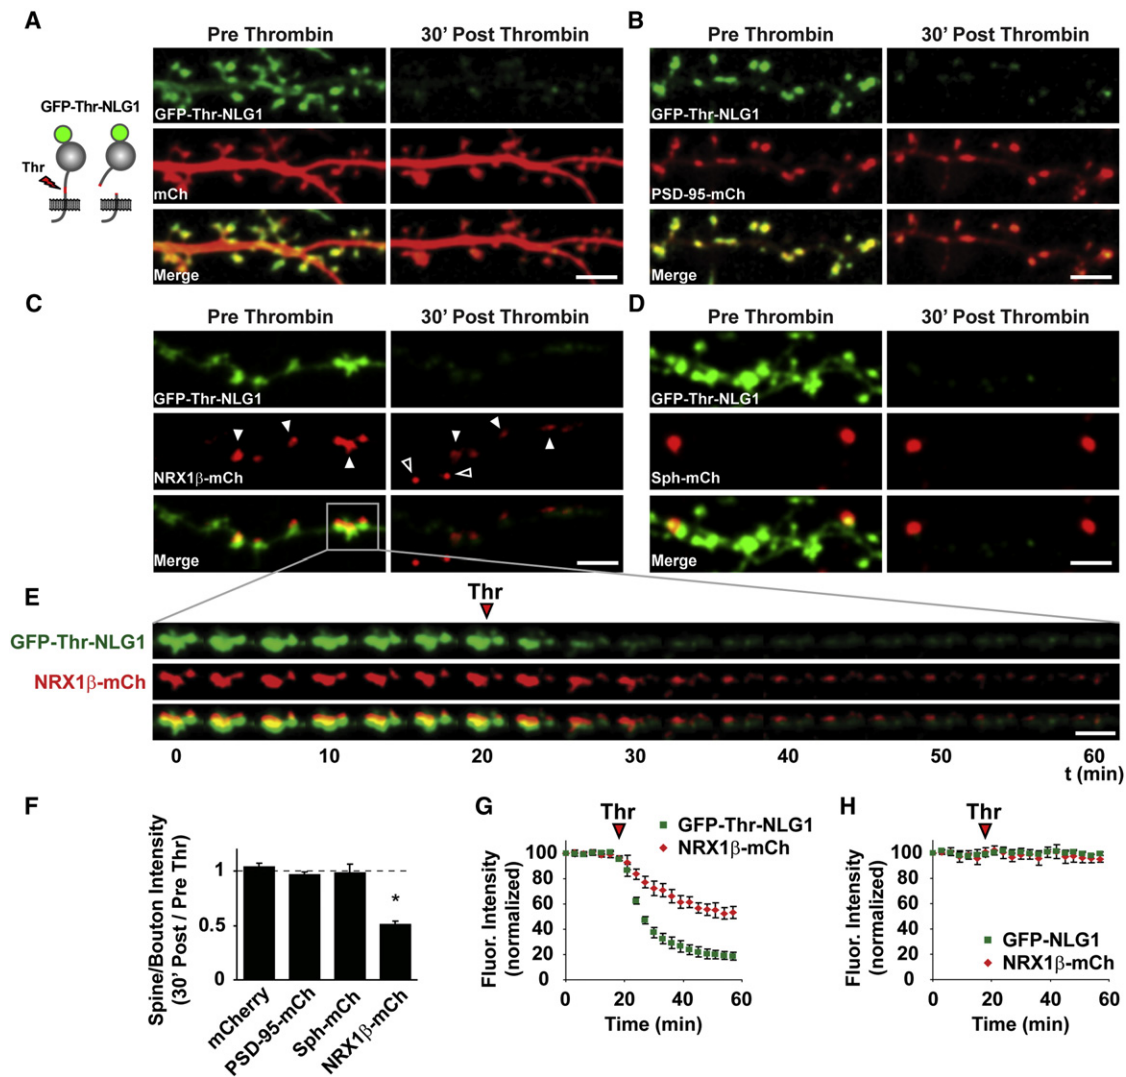 A
Pre Thrombin
30' Post Thrombin
GFP-Thr-NLG1
Thr
GFP-Thr-NLG1
mCh
Merge
B
Pre Thrombin
30' Post Thrombin
GFP-Thr-NLG1
PSD-95-mCh
Merge
C
Pre Thrombin
30' Post Thrombin
GFP-Thr-NLG1
NRX1β-mCh
Merge
D
Pre Thrombin
30' Post Thrombin
GFP-Thr-NLG1
Sph-mCh
Merge
E
Thr
GFP-Thr-NLG1
NRX1β-mCh
0 10 20 30 40 50 60
t (min)
F
Spine/Bouton Intensity
(30' Post / Pre Thr)
1
0.5
0
*
mCherry
PSD-95-mCh
Sph-mCh
NRX1β-mCh
G
Thr
GFP-Thr-NLG1
NRX1β-mCh
Fluor. Intensity
(normalized)
100
80
60
40
20
0
0 20 40 60
Time (min)
H
Thr
Fluor. Intensity
(normalized)
100
80
60
40
20
0
GFP-NLG1
NRX1β-mCh
0 20 40 60
Time (min)